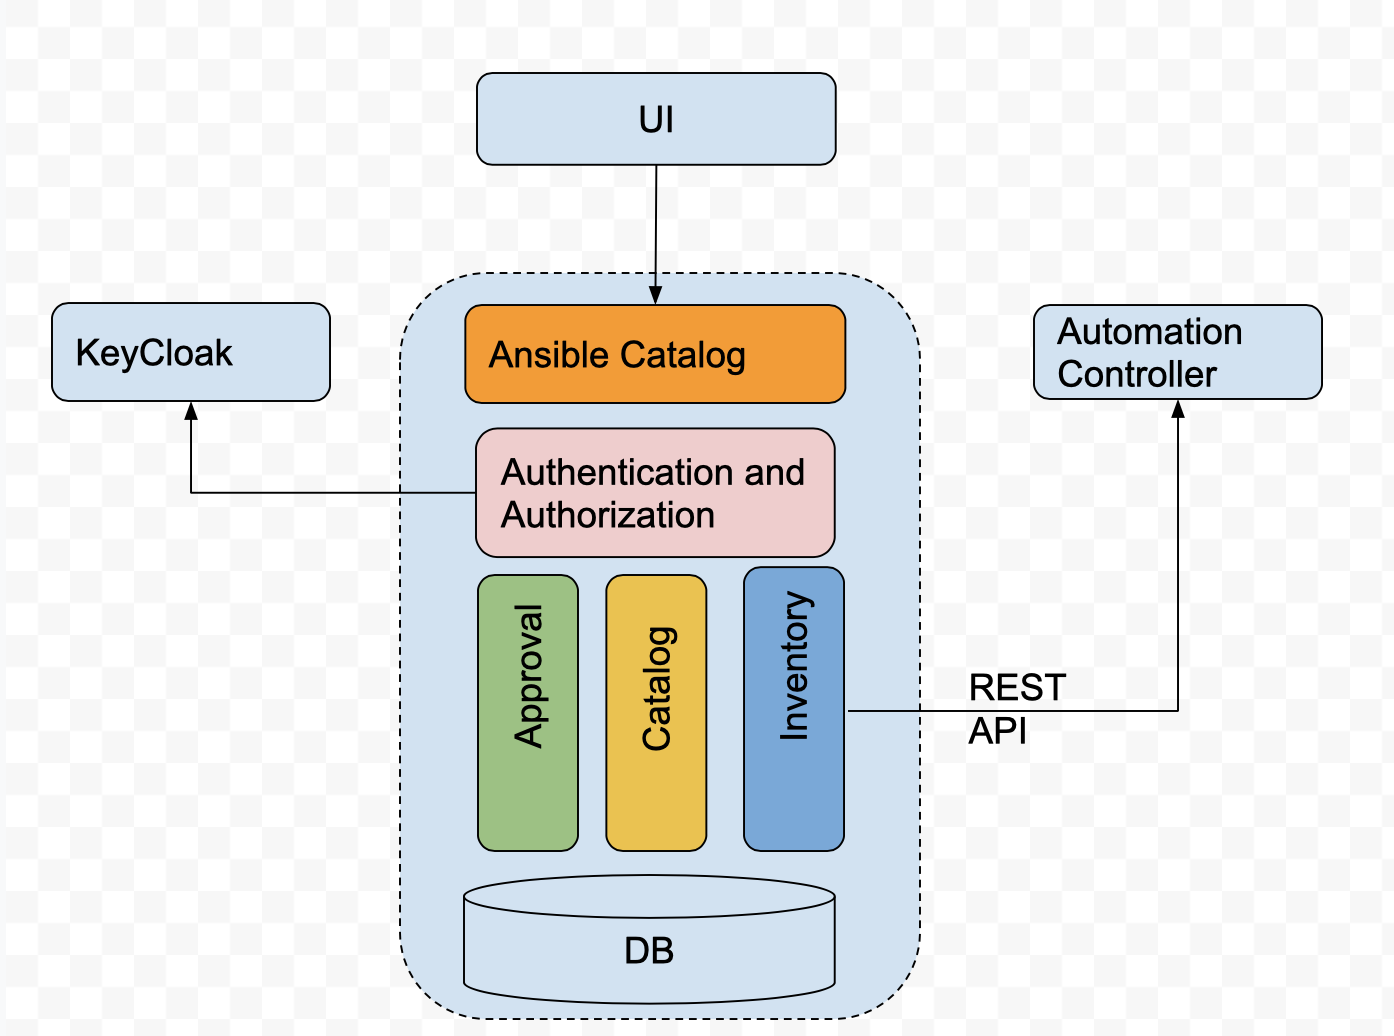 UI
KeyCloak
Ansible Catalog
Automation
Controller
Authentication and
Authorization
Approval
Catalog
Inventory
REST
API
DB